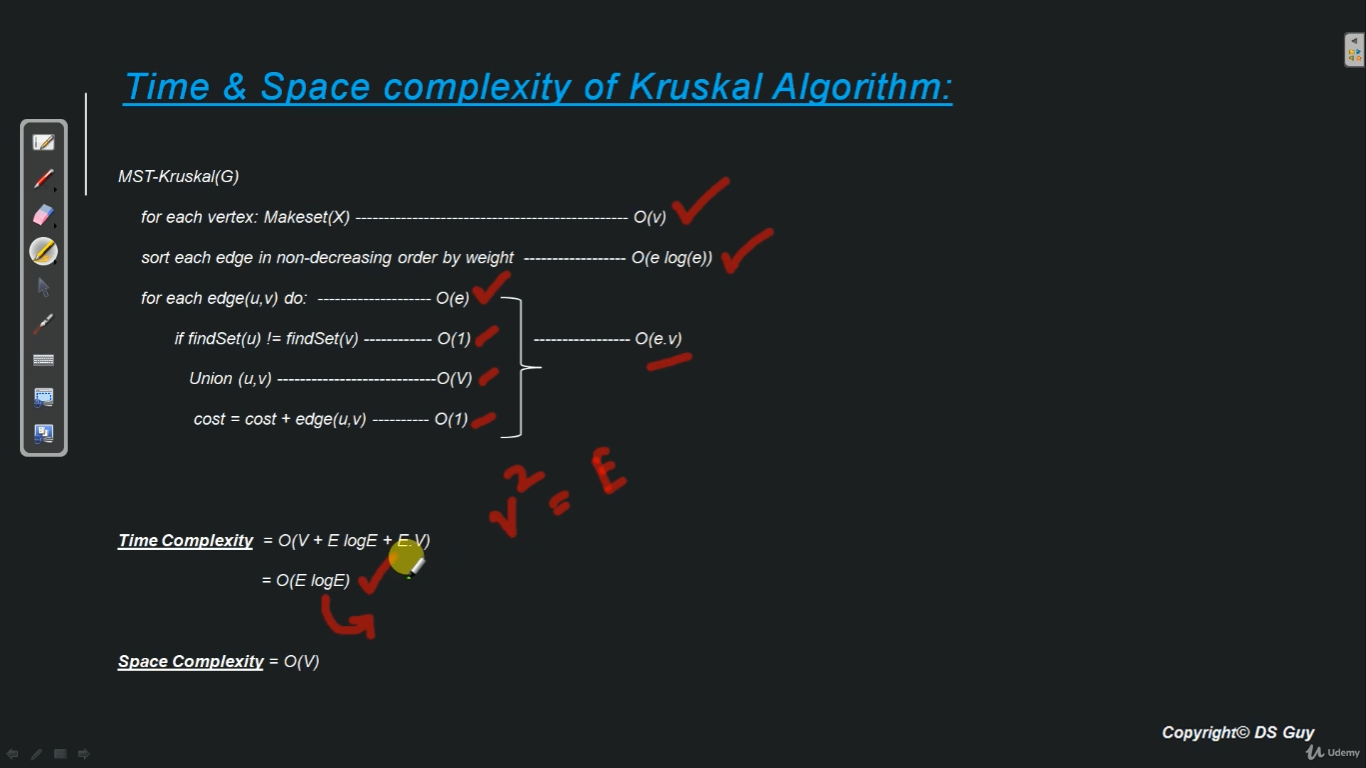 Time & Space complexity of Kruskal Algorithm:
MST-Kruskal(G)
for each vertex: Makeset(X) ------------------------------------------------ O(v)
sort each edge in non-decreasing order by weight ------------------ O(e log(e))
for each edge(u,v) do: -------------------- O(e)
if findSet(u) != findSet(v) ------------ O(1) ----------------- O(e.v)
Union (u,v) ----------------------------O(V)
cost = cost + edge(u,v) ---------- O(1)
V² = E
Time Complexity = O(V + E logE + E.V)
= O(E logE)
Space Complexity = O(V)
Copyright© DS Guy
Udemy